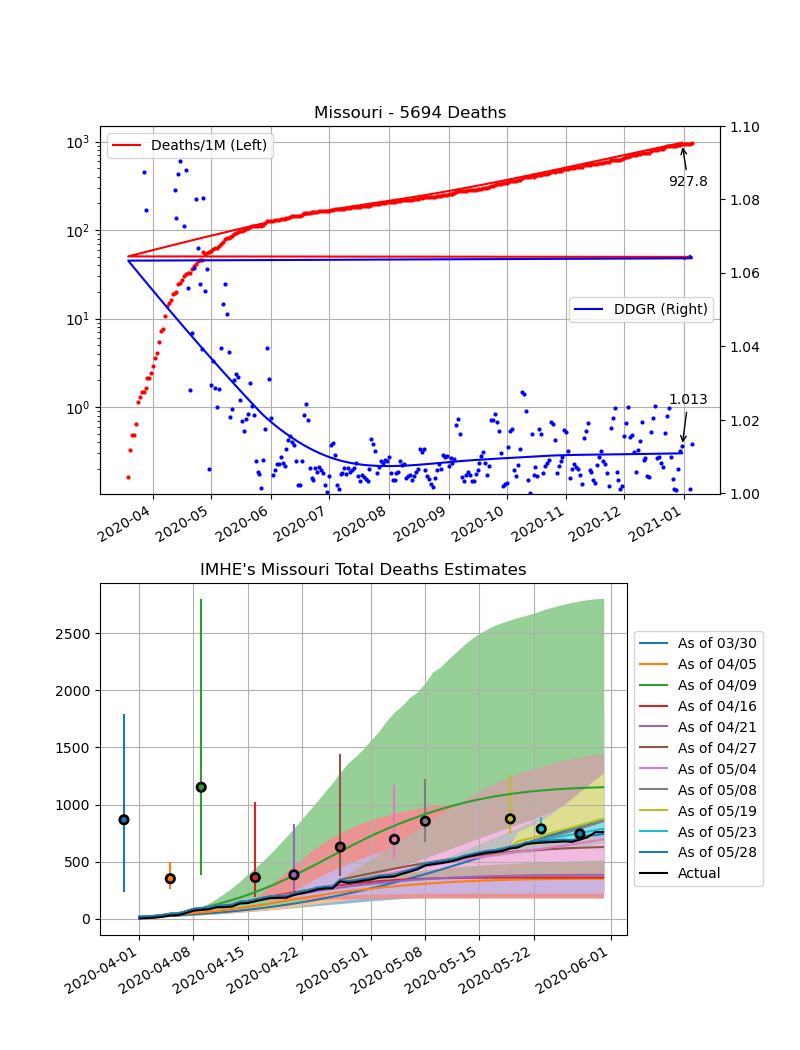 Missouri - 5694 Deaths
10³
10²
10¹
10⁰
Deaths/1M (Left)
927.8
DDGR (Right)
1.013
1.10
1.08
1.06
1.04
1.02
1.00
2020-04
2020-05
2020-06
2020-07
2020-08
2020-09
2020-10
2020-11
2020-12
2021-01
IMHE's Missouri Total Deaths Estimates
2500
2000
1500
1000
500
0
2020-04-01
2020-04-08
2020-04-15
2020-04-22
2020-05-01
2020-05-08
2020-05-15
2020-05-22
2020-06-01
As of 03/30
As of 04/05
As of 04/09
As of 04/16
As of 04/21
As of 04/27
As of 05/04
As of 05/08
As of 05/19
As of 05/23
As of 05/28
Actual